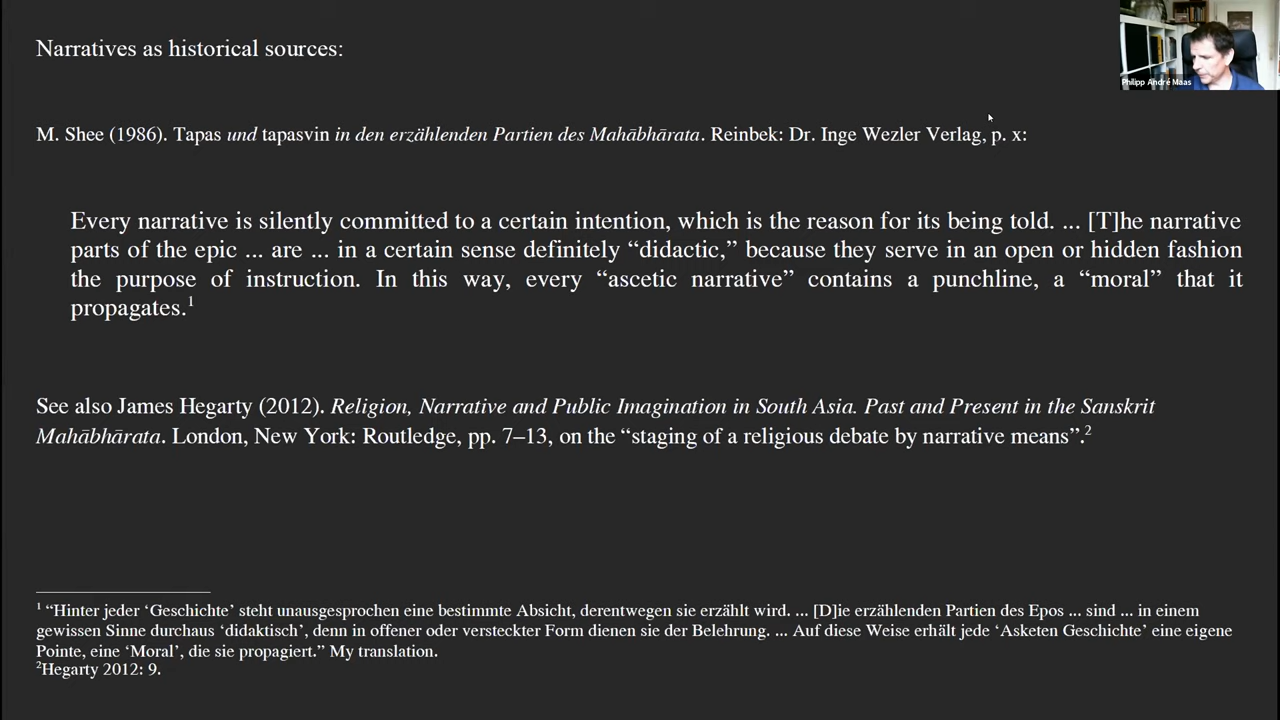 Narratives as historical sources:
Philipp André Maas
M. Shee (1986). Tapas und tapasvin in den erzählenden Partien des Mahābhārata. Reinbek: Dr. Inge Wezler Verlag, p. x:
Every narrative is silently committed to a certain intention, which is the reason for its being told. ... [T]he narrative
parts of the epic ... are ... in a certain sense definitely “didactic,” because they serve in an open or hidden fashion
the purpose of instruction. In this way, every “ascetic narrative” contains a punchline, a “moral” that it
propagates.1
See also James Hegarty (2012). Religion, Narrative and Public Imagination in South Asia. Past and Present in the Sanskrit
Mahābhārata. London, New York: Routledge, pp. 7–13, on the “staging of a religious debate by narrative means”.2
1 “Hinter jeder ‘Geschichte’ steht unausgesprochen eine bestimmte Absicht, derentwegen sie erzählt wird. ... [D]ie erzählenden Partien des Epos ... sind ... in einem
gewissen Sinne durchaus ‘didaktisch’, denn in offener oder versteckter Form dienen sie der Belehrung. ... Auf diese Weise erhält jede ‘Asketen Geschichte’ eine eigene
Pointe, eine ‘Moral’, die sie propagiert.” My translation.
2Hegarty 2012: 9.